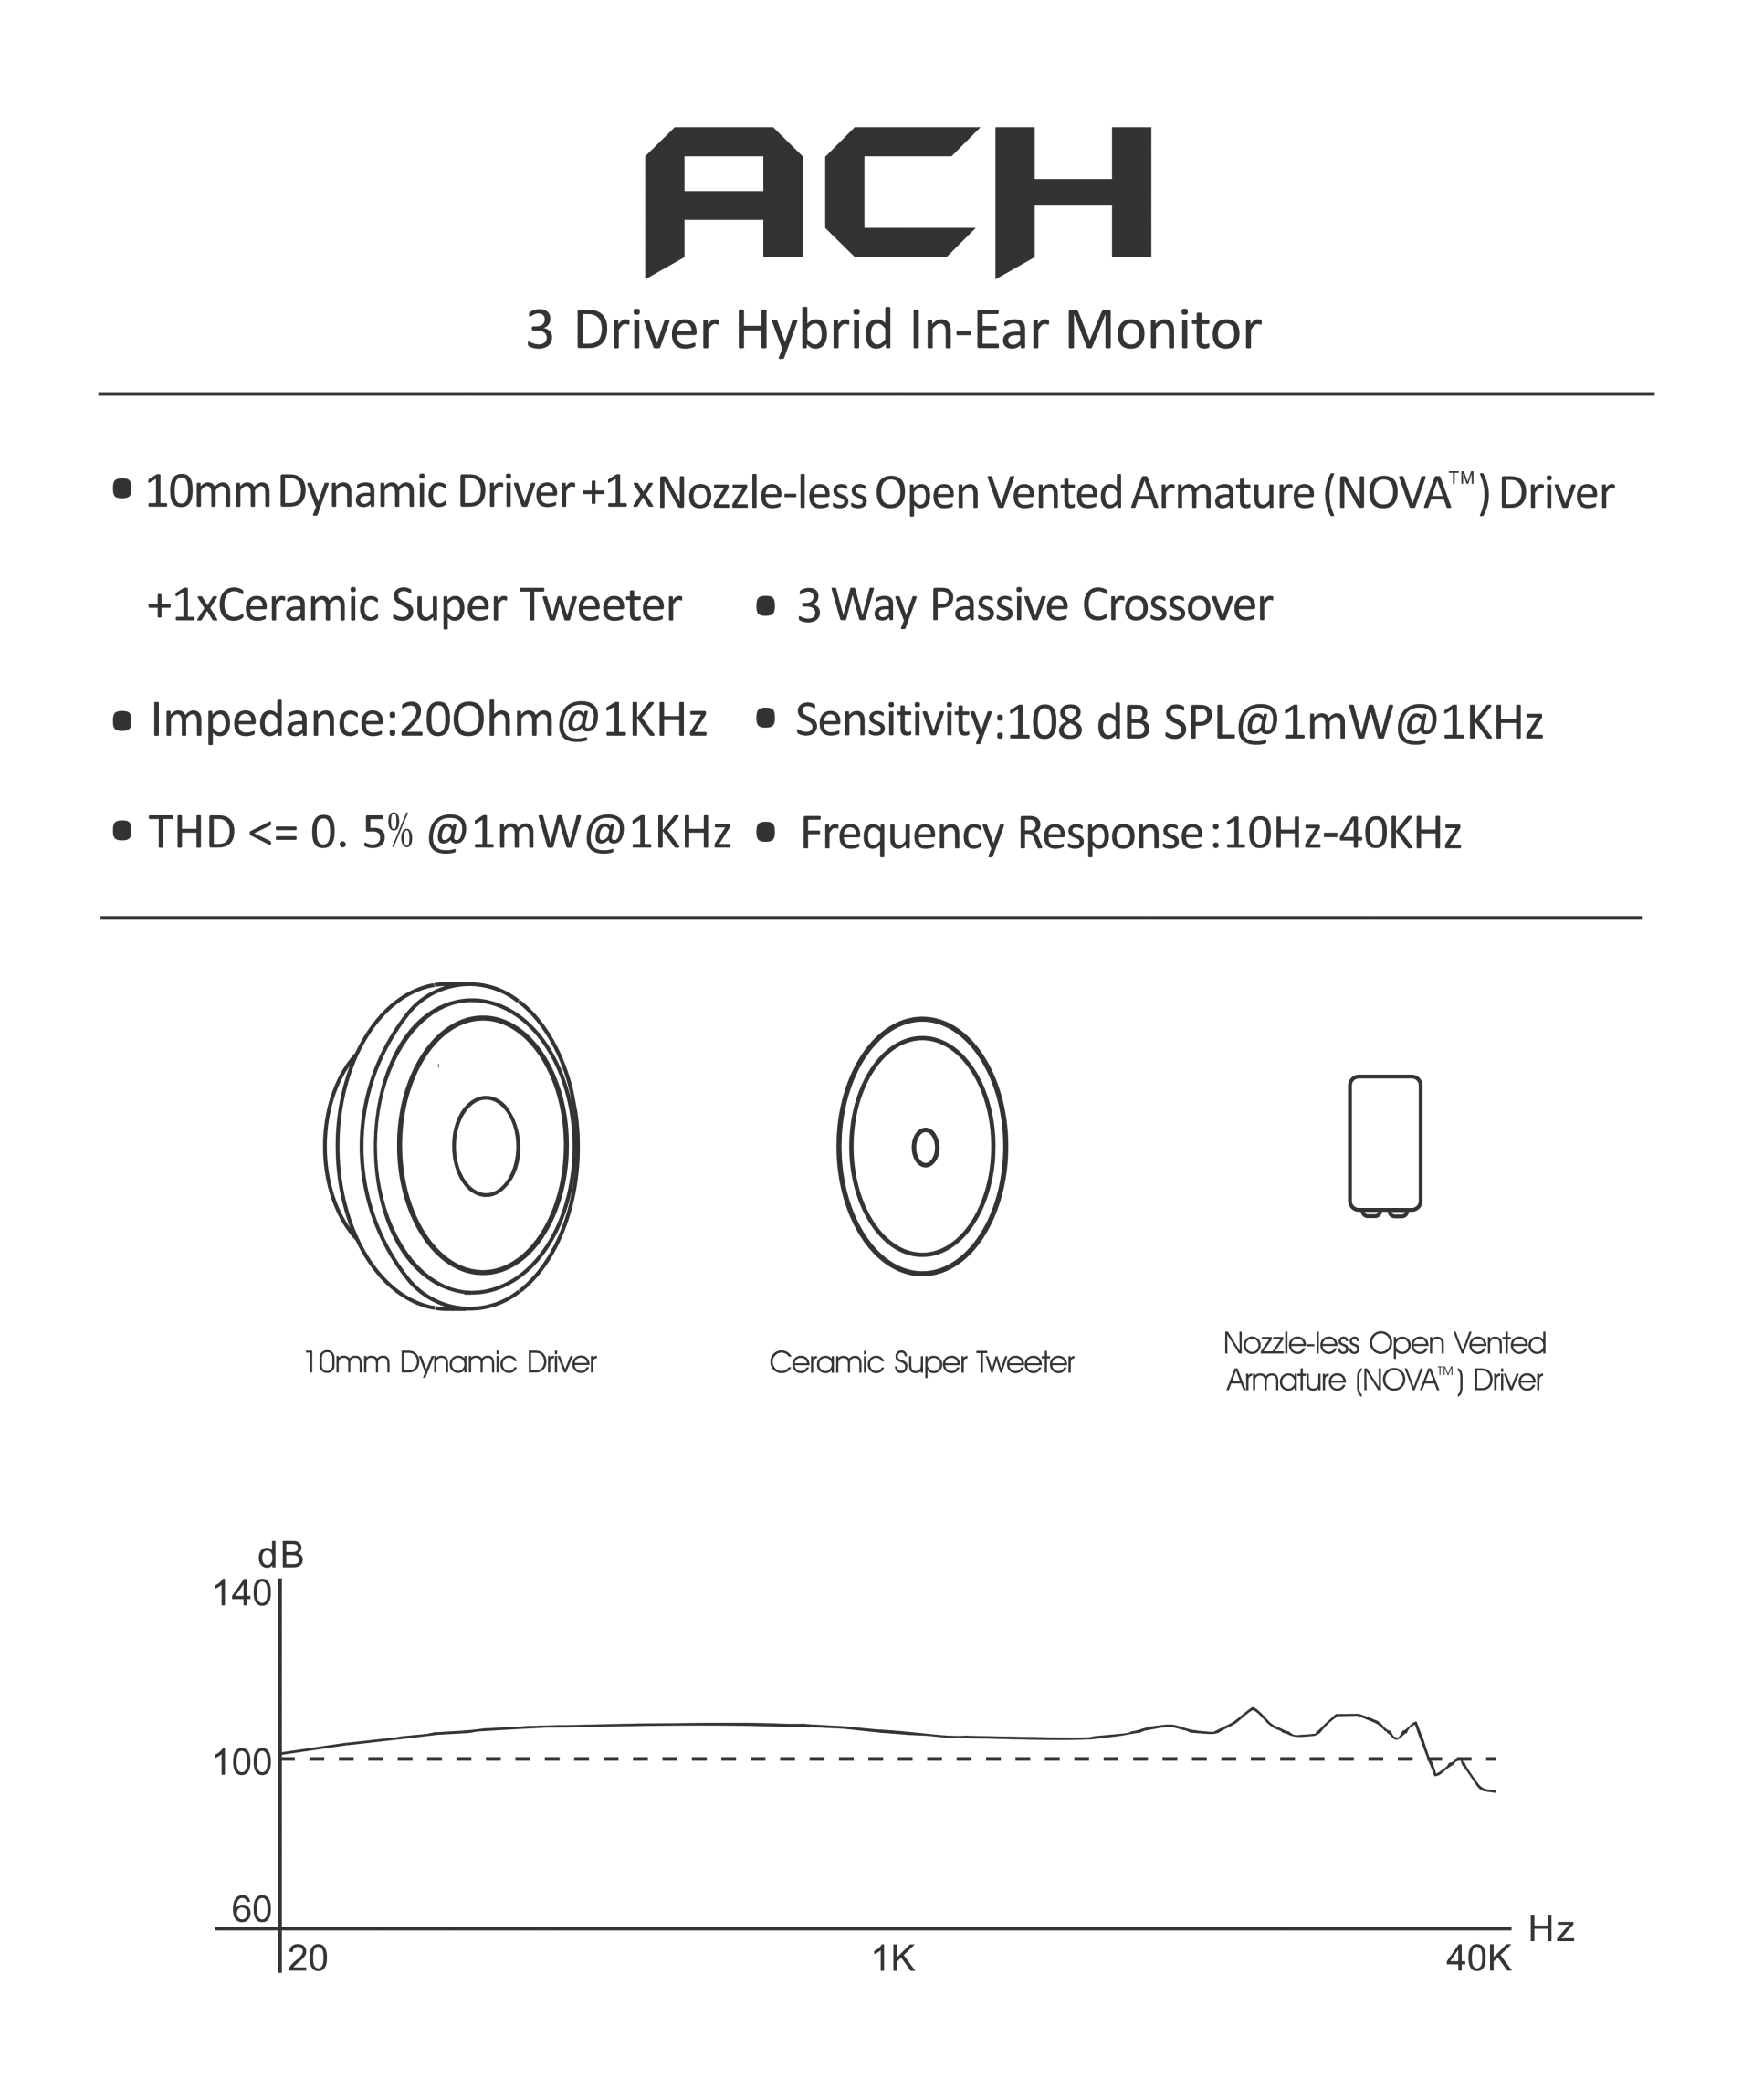 ACH
3 Driver Hybrid In-Ear Monitor
• 10mm Dynamic Driver+1xNozzle-less Open Vented Armature(NOVA™) Driver
+1xCeramic Super Tweeter
• 3 Way Passive Crossover
• Impedance:20Ohm@1KHz
• Sensitivity:108 dB SPL@1mW@1KHz
• THD <= 0. 5% @1mW@1KHz
• Frequency Response:10Hz-40KHz
10mm Dynamic Driver
Ceramic Super Tweeter
Nozzle-less Open Vented
Armature (NOVA™) Driver
dB
140
100
60
Hz
20
1K
40K